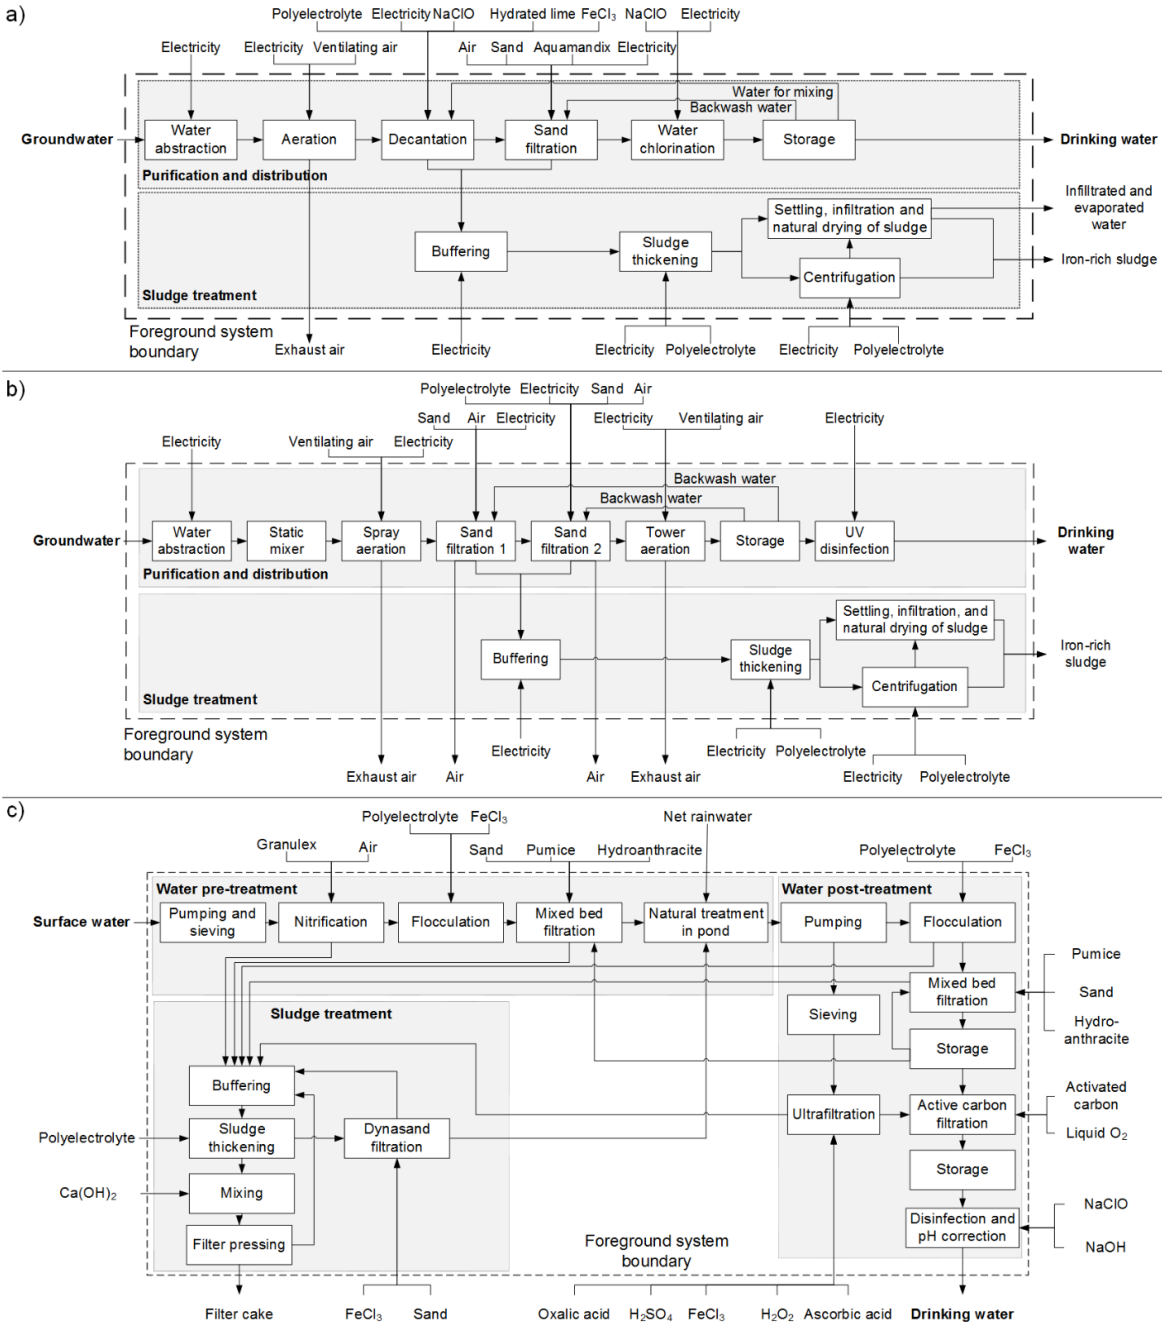 a)
Polyelectrolyte Electricity NaClO Hydrated lime FeCl₃ NaClO Electricity
Electricity Electricity Ventilating air Air Sand Aquamandix Electricity
Water for mixing
Backwash water
Groundwater
Water abstraction
Aeration
Decantation
Sand filtration
Water chlorination
Storage
Drinking water
Purification and distribution
Infiltrated and evaporated water
Settling, infiltration and natural drying of sludge
Buffering
Sludge thickening
Centrifugation
Iron-rich sludge
Sludge treatment
Foreground system boundary
Exhaust air
Electricity
Electricity Polyelectrolyte
Electricity Polyelectrolyte
b)
Polyelectrolyte Electricity Sand Air
Sand Air Electricity Electricity Ventilating air Electricity
Electricity Ventilating air Electricity
Backwash water
Backwash water
Groundwater
Water abstraction
Static mixer
Spray aeration
Sand filtration 1
Sand filtration 2
Tower aeration
Storage
UV disinfection
Drinking water
Purification and distribution
Settling, infiltration, and natural drying of sludge
Buffering
Sludge thickening
Centrifugation
Iron-rich sludge
Sludge treatment
Foreground system boundary
Electricity
Electricity Polyelectrolyte
Exhaust air Air Air Exhaust air
Electricity Polyelectrolyte
c)
Polyelectrolyte FeCl₃ Net rainwater
Granulex Air Sand Pumice Hydroanthracite Polyelectrolyte FeCl₃
Water pre-treatment
Water post-treatment
Surface water
Pumping and sieving
Nitrification
Flocculation
Mixed bed filtration
Natural treatment in pond
Pumping
Flocculation
Pumice
Mixed bed filtration
Sand
Hydro-anthracite
Sludge treatment
Sieving
Storage
Buffering
Activated carbon
Ultrafiltration
Active carbon filtration
Liquid O₂
Polyelectrolyte
Sludge thickening
Dynasand filtration
Storage
Ca(OH)₂
Mixing
NaClO
Disinfection and pH correction
Filter pressing
NaOH
Foreground system boundary
Filter cake FeCl₃ Sand Oxalic acid H₂SO₄ FeCl₃ H₂O₂ Ascorbic acid Drinking water